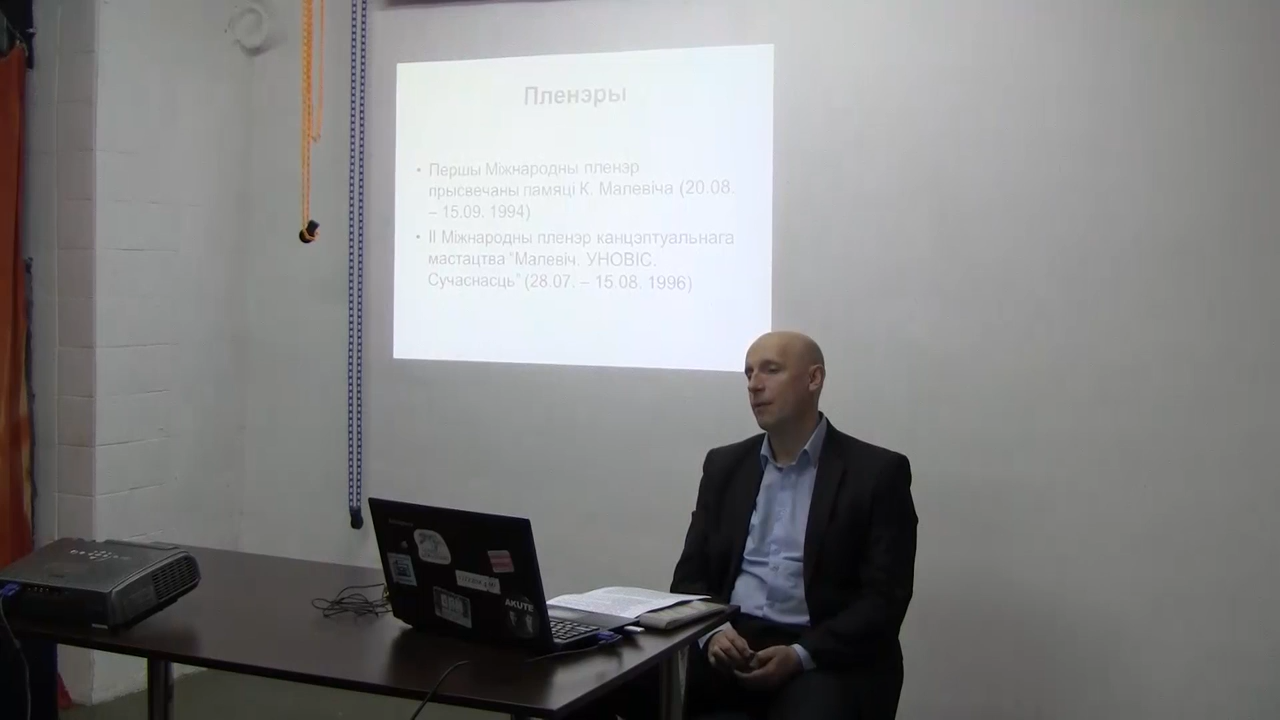 Пленэры
• Першы Міжнародны пленэр
прысвечаны памяці К. Малевіча (20.08.
– 15.09. 1994)
• II Міжнародны пленэр канцэптуальнага
мастацтва "Малевіч. УНОВІС.
Сучаснасць" (28.07. – 15.08. 1996)
AKUTE